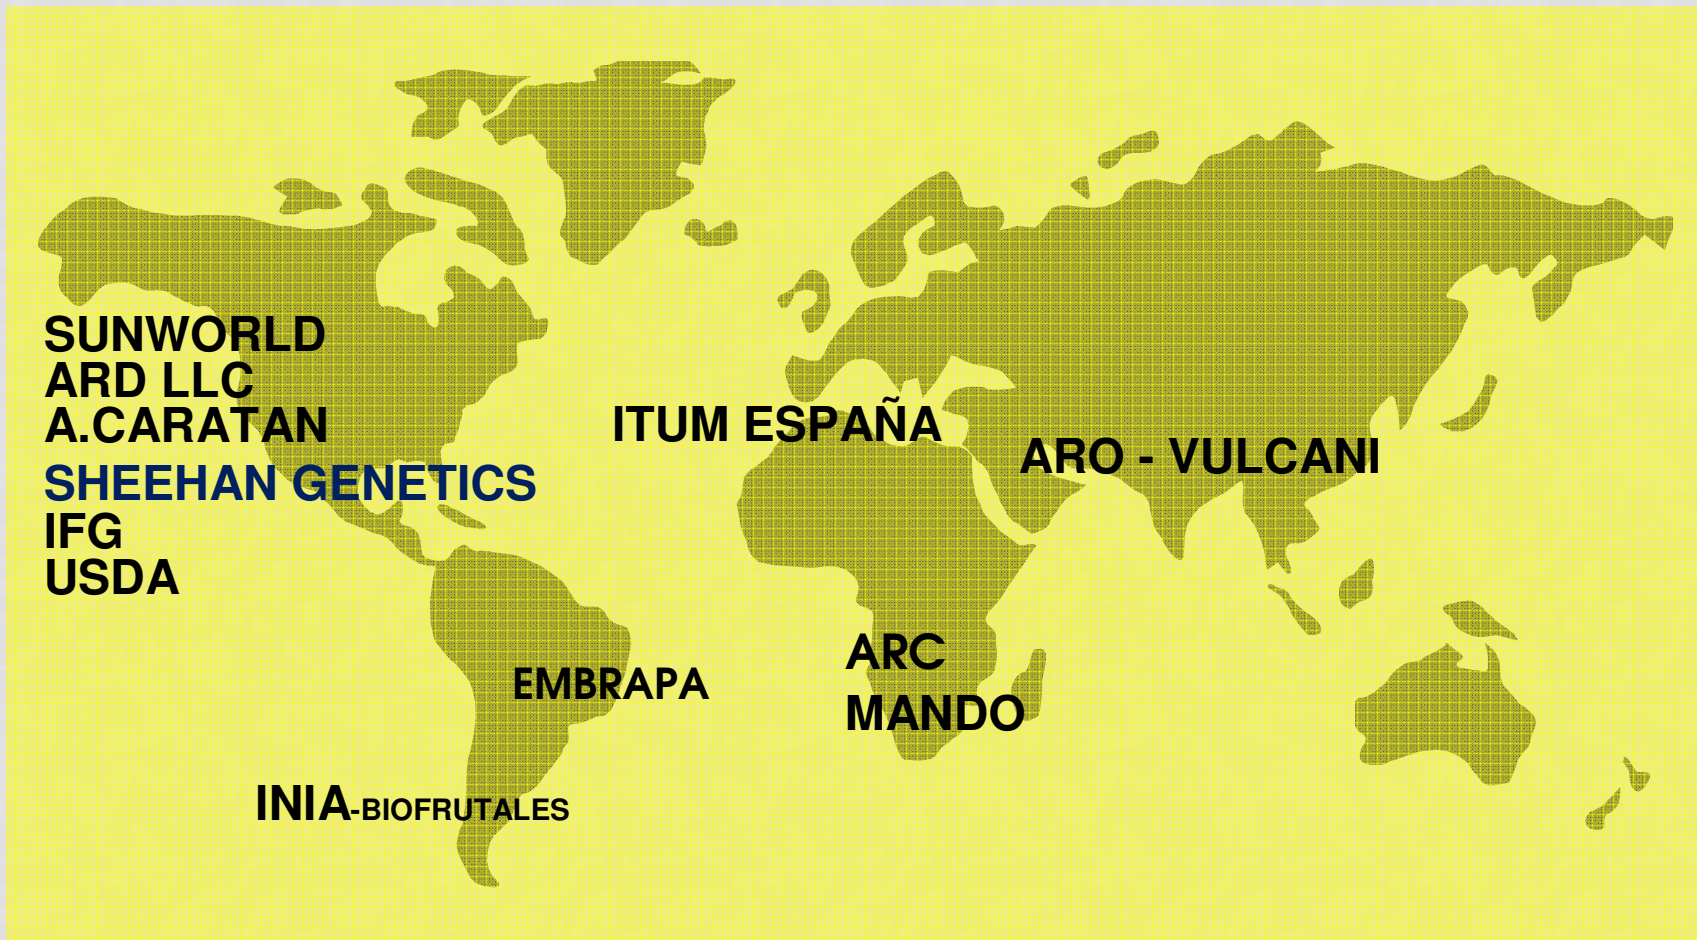 SUNWORLD
ARD LLC
A.CARATAN
SHEEHAN GENETICS
IFG
USDA
ITUM ESPAÑA
ARO - VULCANI
EMBRAPA
ARC
MANDO
INIA-BIOFRUTALES